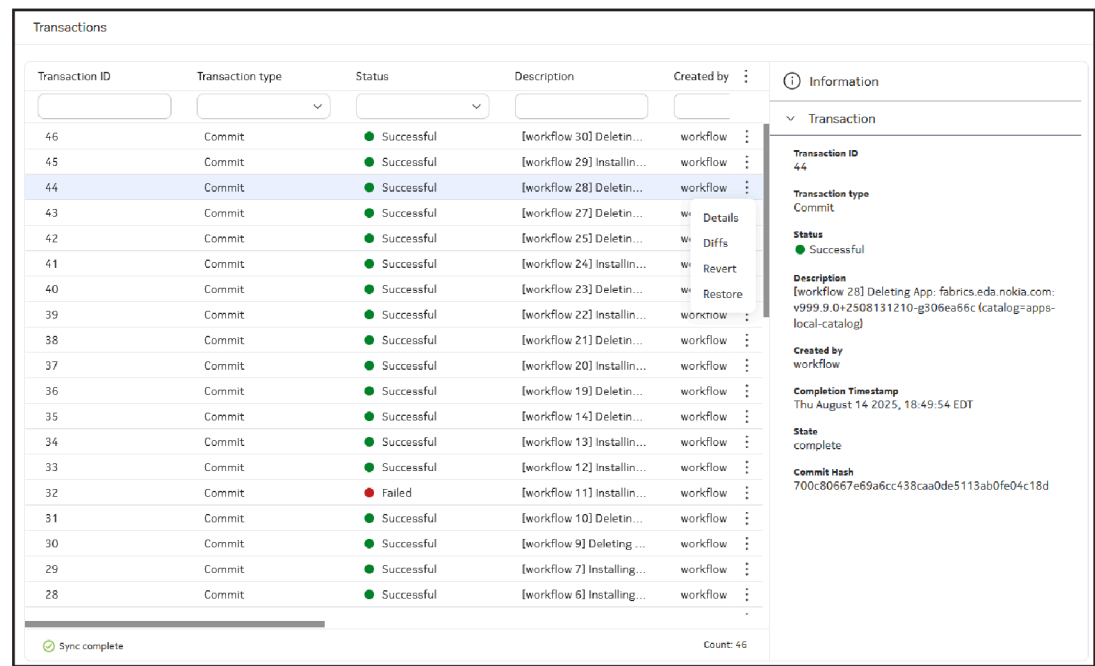 Transactions
Transaction ID Transaction type Status Description Created by
46 Commit Successful [workflow 30] Deletin... workflow
45 Commit Successful [workflow 29] Installin... workflow
44 Commit Successful [workflow 28] Deletin... workflow
43 Commit Successful [workflow 27] Deletin... w
42 Commit Successful [workflow 25] Deletin... w
41 Commit Successful [workflow 24] Installin... w
40 Commit Successful [workflow 23] Deletin... w
39 Commit Successful [workflow 22] Installin... workflow
38 Commit Successful [workflow 21] Deletin... workflow
37 Commit Successful [workflow 20] Installin... workflow
36 Commit Successful [workflow 19] Deletin... workflow
35 Commit Successful [workflow 14] Deletin... workflow
34 Commit Successful [workflow 13] Installin... workflow
33 Commit Successful [workflow 12] Installin... workflow
32 Commit Failed [workflow 11] Installin... workflow
31 Commit Successful [workflow 10] Deletin... workflow
30 Commit Successful [workflow 9] Deleting ... workflow
29 Commit Successful [workflow 7] Installing... workflow
28 Commit Successful [workflow 6] Installing... workflow
Details
Diffs
Revert
Restore
Sync complete
Count: 46
Information
Transaction
Transaction ID
44
Transaction type
Commit
Status
Successful
Description
[workflow 28] Deleting App: fabrics.eda.nokia.com:
v999.9.0+2508131210-g306ea66c (catalog=apps-
local-catalog)
Created by
workflow
Completion Timestamp
Thu August 14 2025, 18:49:54 EDT
State
complete
Commit Hash
700c80667e69a6cc438caa0de5113ab0fe04c18d